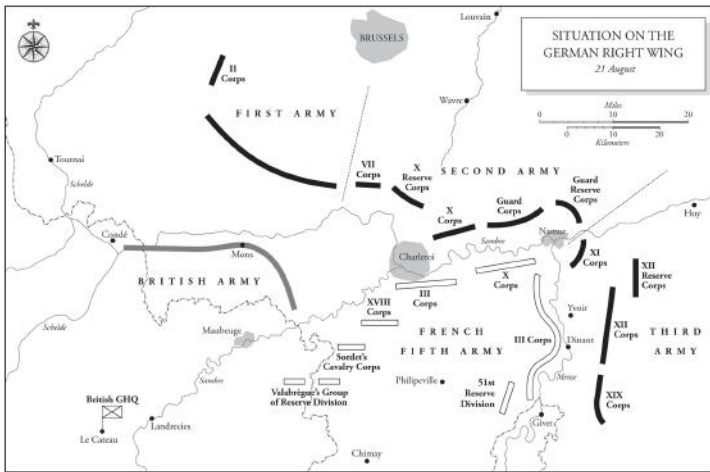 SITUATION ON THE
GERMAN RIGHT WING
21 August
Miles
0 10 20
0 10 20
Kilometers
Louvain
BRUSSELS
II
Corps
Wavre
FIRST ARMY
Tournai
Schelde
VII
Corps
X
Reserve
Corps
SECOND ARMY
Guard
Reserve
Corps
Guard Corps
X
Corps
Huy
Condé
Mons
Sambre
Namur
Charleroi
XI
Corps
BRITISH ARMY
X
Corps
III
Corps
XII
Reserve
Corps
XVIII
Corps
Yvoir
Schelde
Maubeuge
FRENCH
FIFTH ARMY
III Corps
XII
Corps
THIRD
ARMY
Dinant
Sordet's
Cavalry Corps
Meuse
Sambre
Philipeville
51st
Reserve
Division
XIX
Corps
Valabrègue's Group
of Reserve Division
British GHQ
Landrecies
Givet
Le Cateau
Chimay